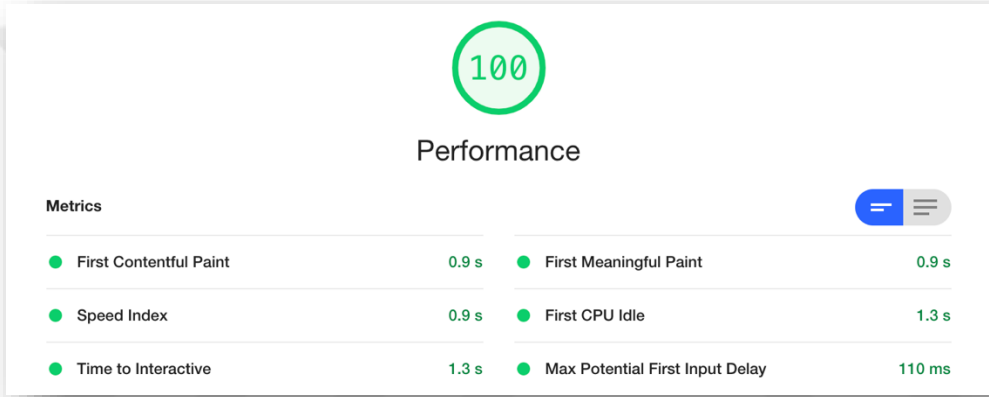 100
Performance
Metrics
First Contentful Paint 0.9 s
First Meaningful Paint 0.9 s
Speed Index 0.9 s
First CPU Idle 1.3 s
Time to Interactive 1.3 s
Max Potential First Input Delay 110 ms